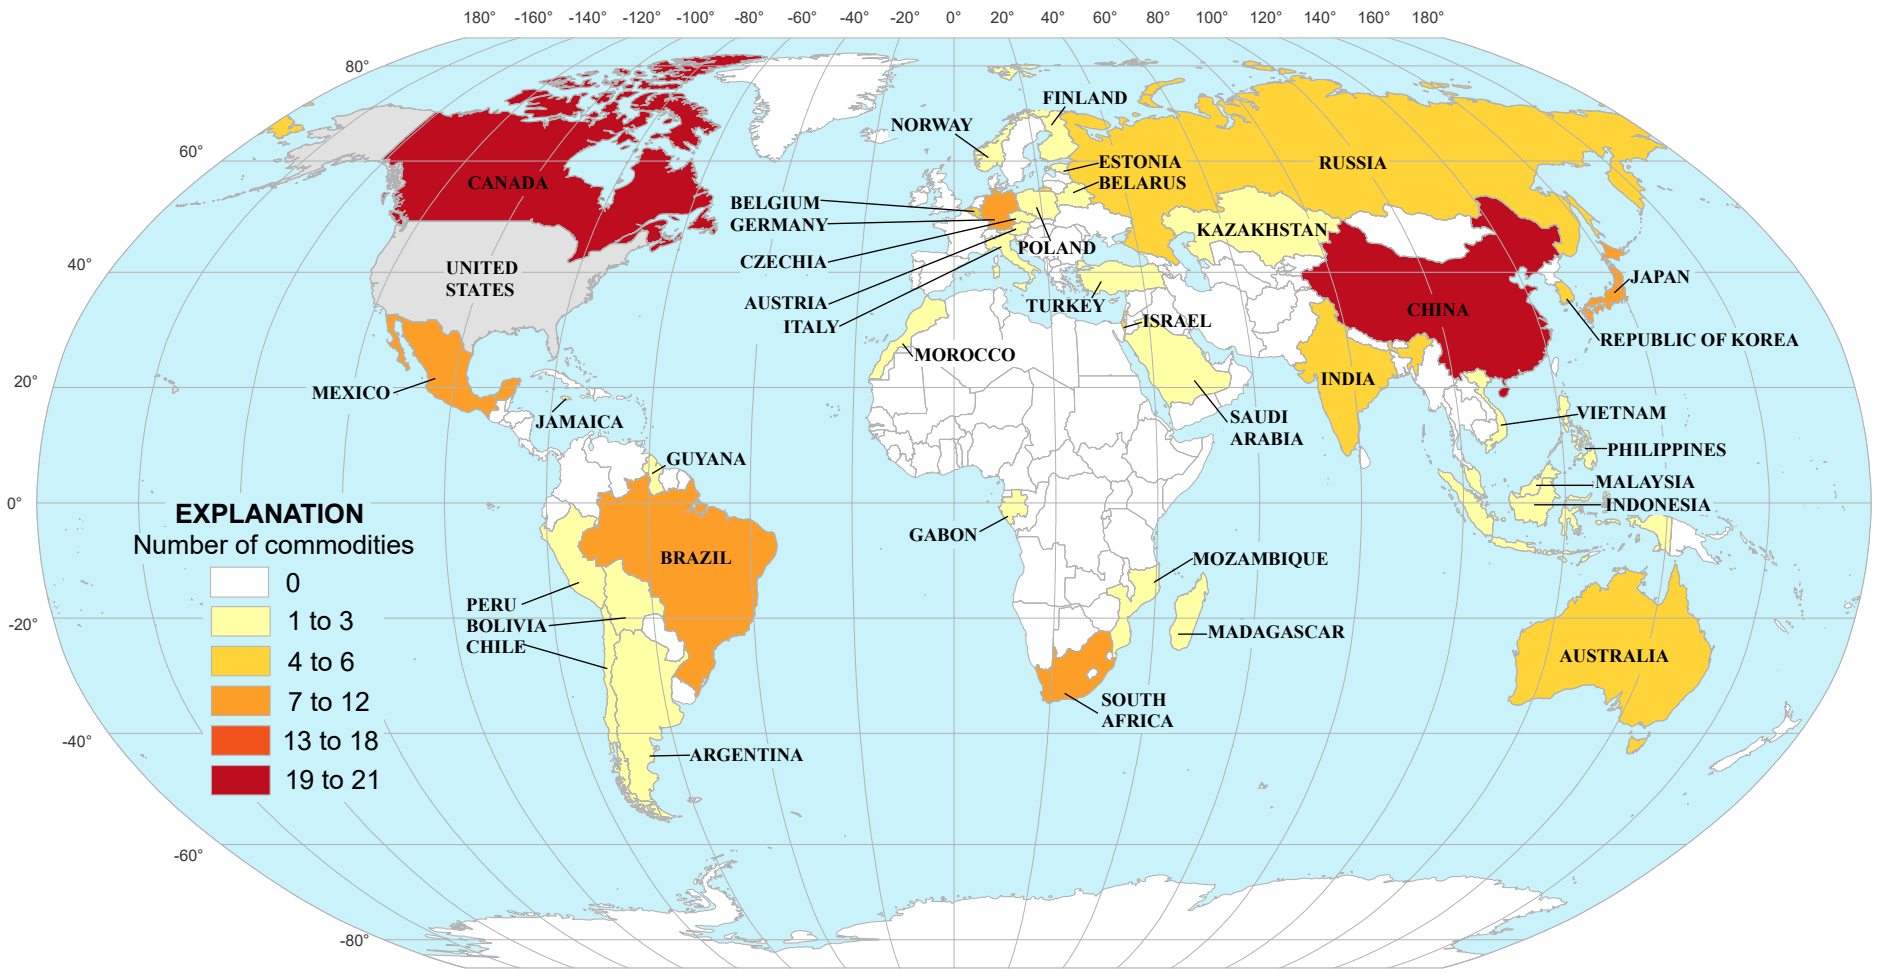 180° -160° -140° -120° -100° -80° -60° -40° -20° 0° 20° 40° 60° 80° 100° 120° 140° 160° 180°
80°
60°
40°
20°
0°
-20°
-40°
-60°
-80°
FINLAND
NORWAY
ESTONIA
BELARUS
RUSSIA
CANADA
BELGIUM
GERMANY
CZECHIA
AUSTRIA
ITALY
POLAND
KAZAKHSTAN
UNITED
STATES
TURKEY
ISRAEL
CHINA
JAPAN
REPUBLIC OF KOREA
MOROCCO
INDIA
MEXICO
JAMAICA
SAUDI
ARABIA
VIETNAM
PHILIPPINES
MALAYSIA
INDONESIA
GUYANA
GABON
BRAZIL
MOZAMBIQUE
PERU
BOLIVIA
CHILE
MADAGASCAR
AUSTRALIA
SOUTH
AFRICA
ARGENTINA
EXPLANATION
Number of commodities
0
1 to 3
4 to 6
7 to 12
13 to 18
19 to 21